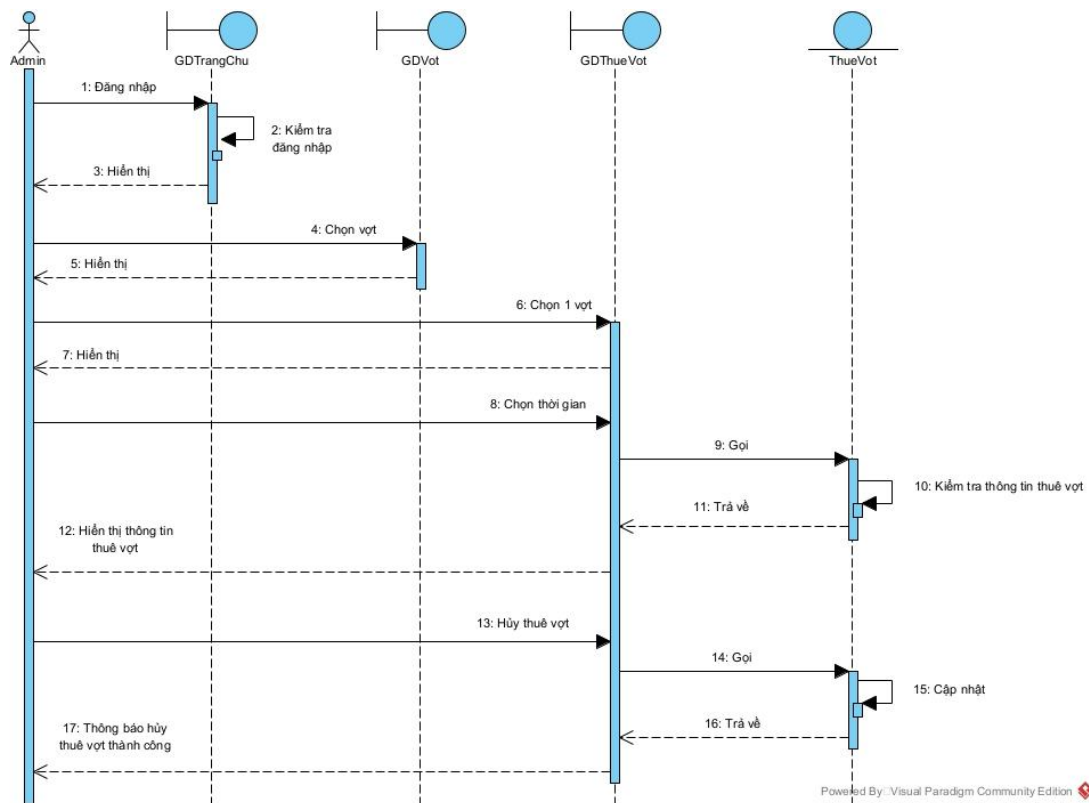 Admin
GDTrangChu
GDVot
GDThueVot
ThueVot
1: Đăng nhập
2: Kiểm tra
đăng nhập
3: Hiển thị
4: Chọn vợt
5: Hiển thị
6: Chọn 1 vợt
7: Hiển thị
8: Chọn thời gian
9: Gọi
10: Kiểm tra thông tin thuê vợt
11: Trả về
12: Hiển thị thông tin
thuê vợt
13: Hủy thuê vợt
14: Gọi
15: Cập nhật
16: Trả về
17: Thông báo hủy
thuê vợt thành công
Powered By Visual Paradigm Community Edition